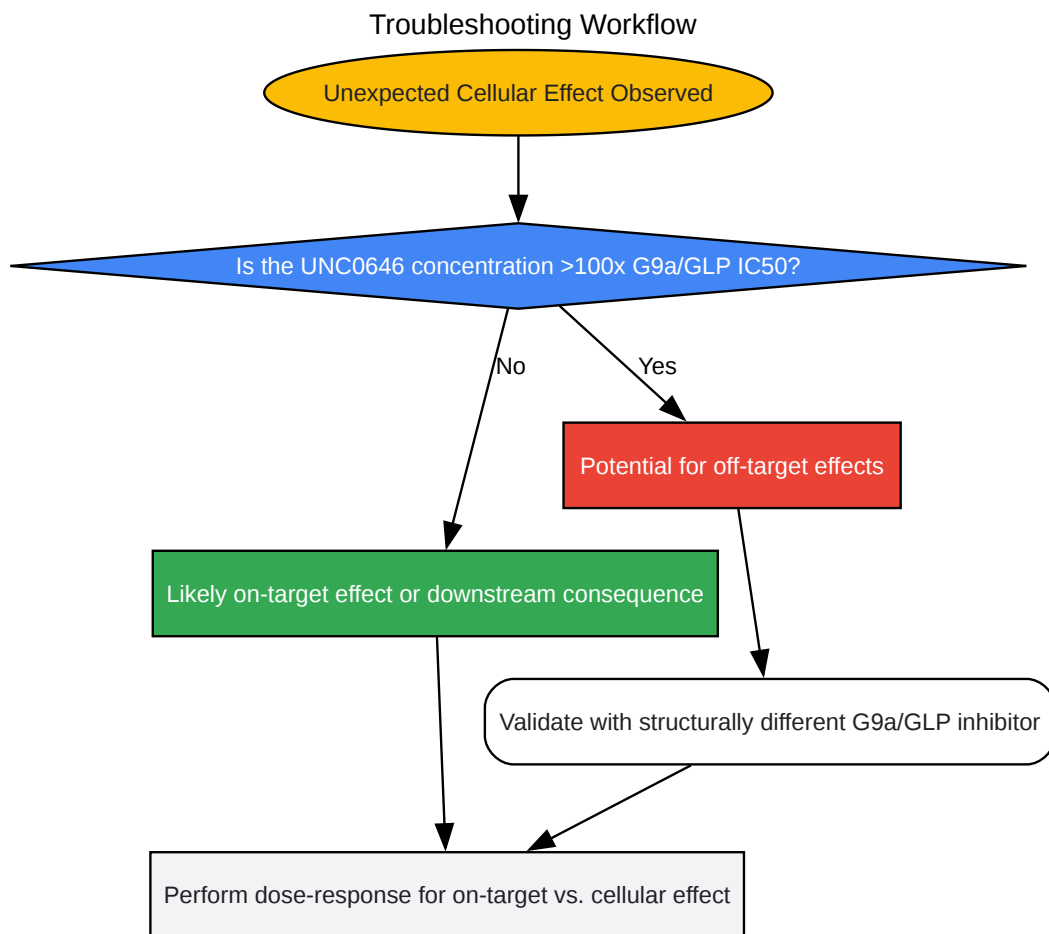 Troubleshooting Workflow
Unexpected Cellular Effect Observed
Is the UNC0646 concentration >100x G9a/GLP IC50?
No
Yes
Potential for off-target effects
Likely on-target effect or downstream consequence
Validate with structurally different G9a/GLP inhibitor
Perform dose-response for on-target vs. cellular effect